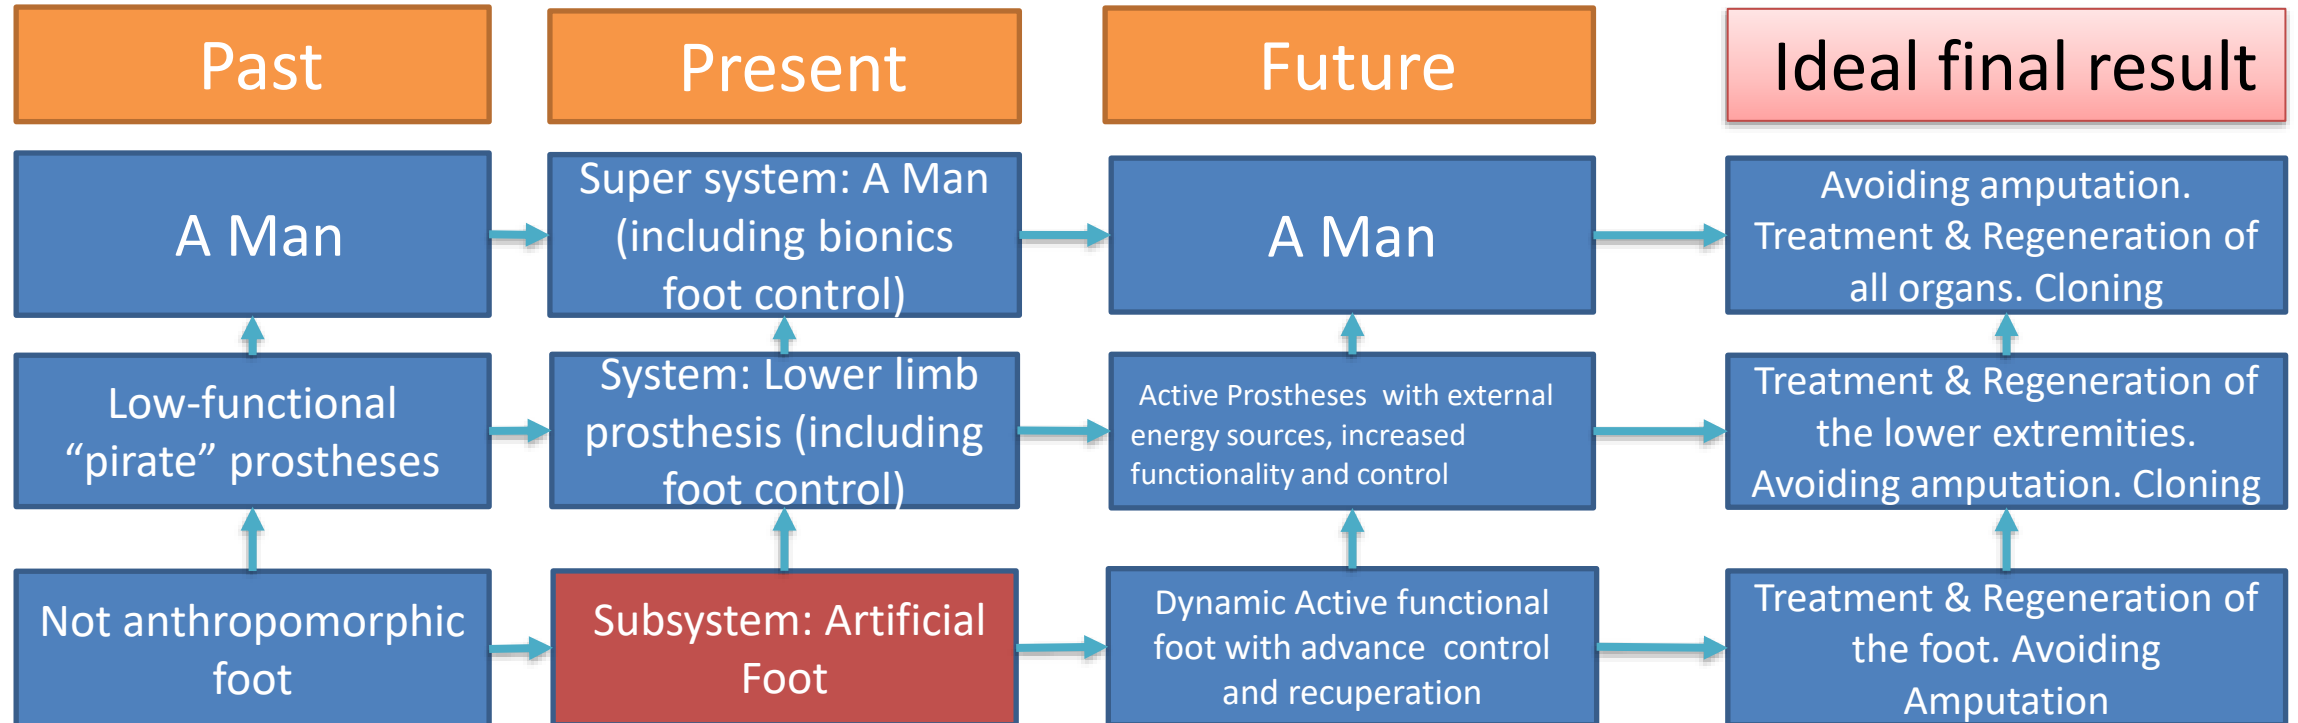 Past
Present
Future
Ideal final result
A Man
Super system: A Man
(including bionics
foot control)
A Man
Avoiding amputation.
Treatment & Regeneration of
all organs. Cloning
Low-functional
“pirate” prostheses
System: Lower limb
prosthesis (including
foot control)
Active Prostheses with external
energy sources, increased
functionality and control
Treatment & Regeneration of
the lower extremities.
Avoiding amputation. Cloning
Not anthropomorphic
foot
Subsystem: Artificial
Foot
Dynamic Active functional
foot with advance control
and recuperation
Treatment & Regeneration of
the foot. Avoiding
Amputation